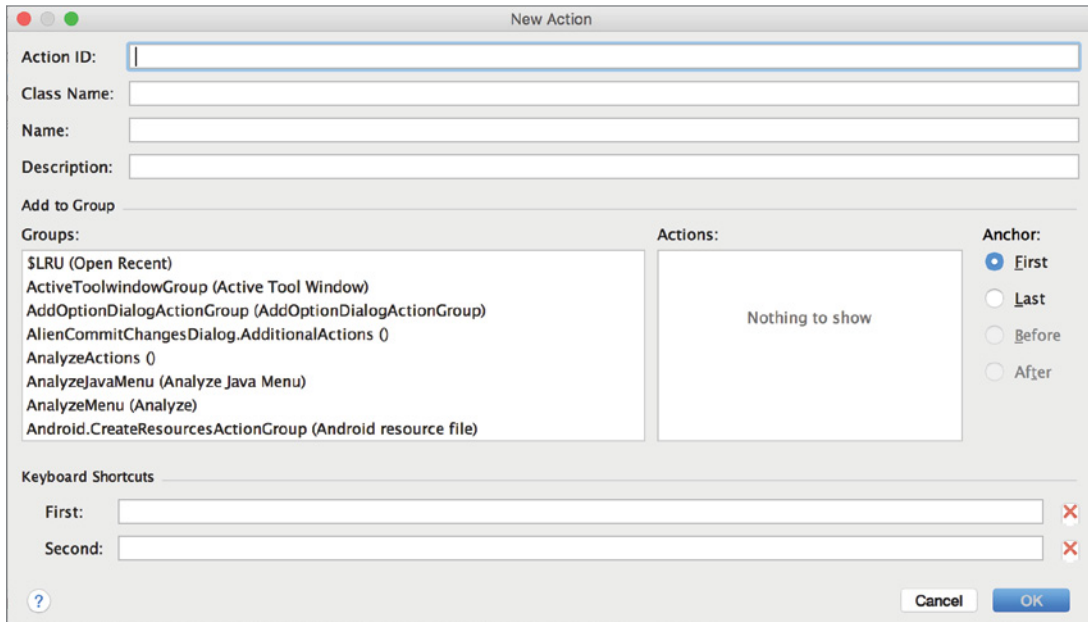 New Action
Action ID:
Class Name:
Name:
Description:
Add to Group
Groups:
Actions:
Anchor:
$LRU (Open Recent)
ActiveToolwindowGroup (Active Tool Window)
AddOptionDialogActionGroup (AddOptionDialogActionGroup)
AlienCommitChangesDialog.AdditionalActions ()
AnalyzeActions ()
AnalyzeJavaMenu (Analyze Java Menu)
AnalyzeMenu (Analyze)
Android.CreateResourcesActionGroup (Android resource file)
Nothing to show
First
Last
Before
After
Keyboard Shortcuts
First:
Second:
?
Cancel
OK